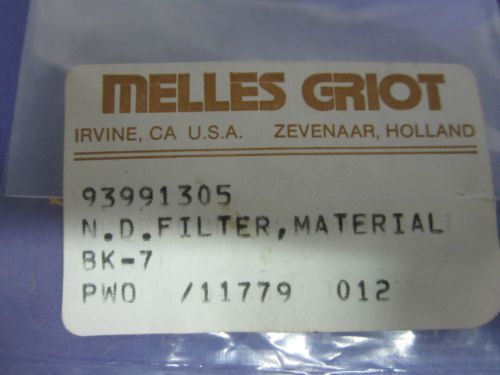 MELLES GRIOT
IRVINE, CA U.S.A. ZEVENAAR, HOLLAND
93991305
N.D.FILTER,MATERIAL
BK-7
PWO /11779 012